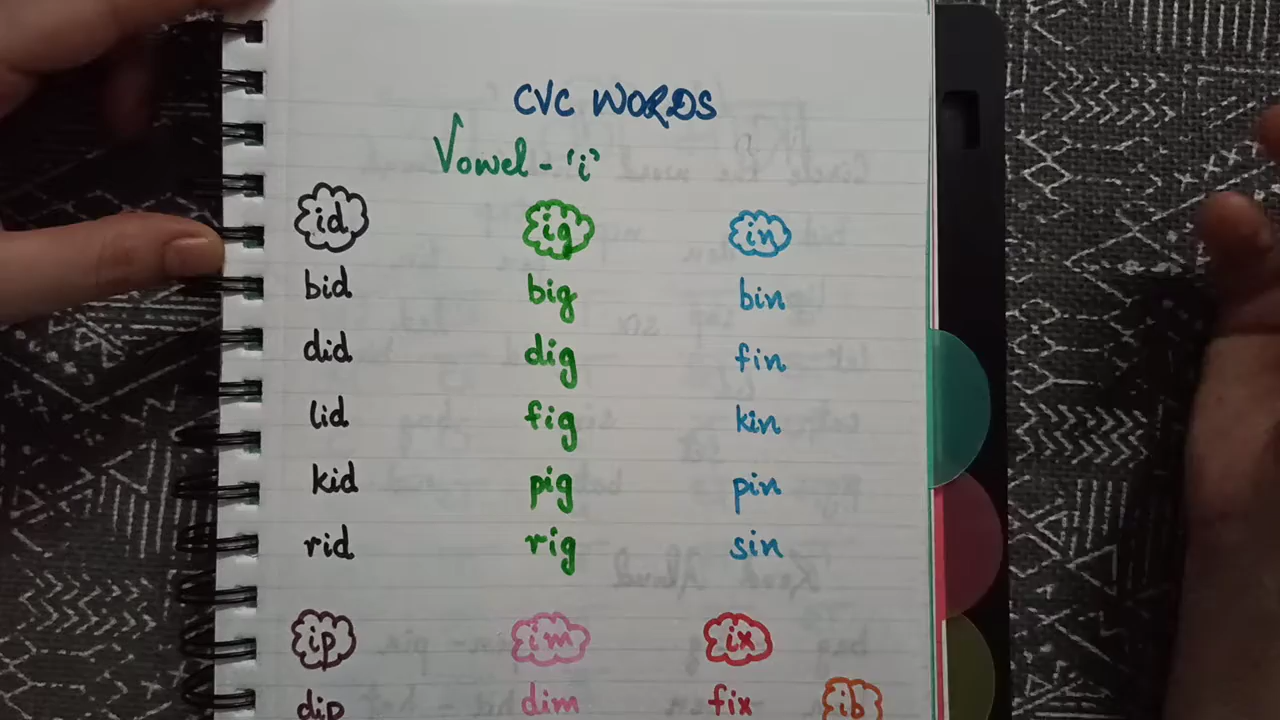 CVC WORDS
Vowel - 'i'
id ig in
bid big bin
did dig fin
lid fig kin
kid pig pin
rid rig sin
ip im ix
dip dim fix ib